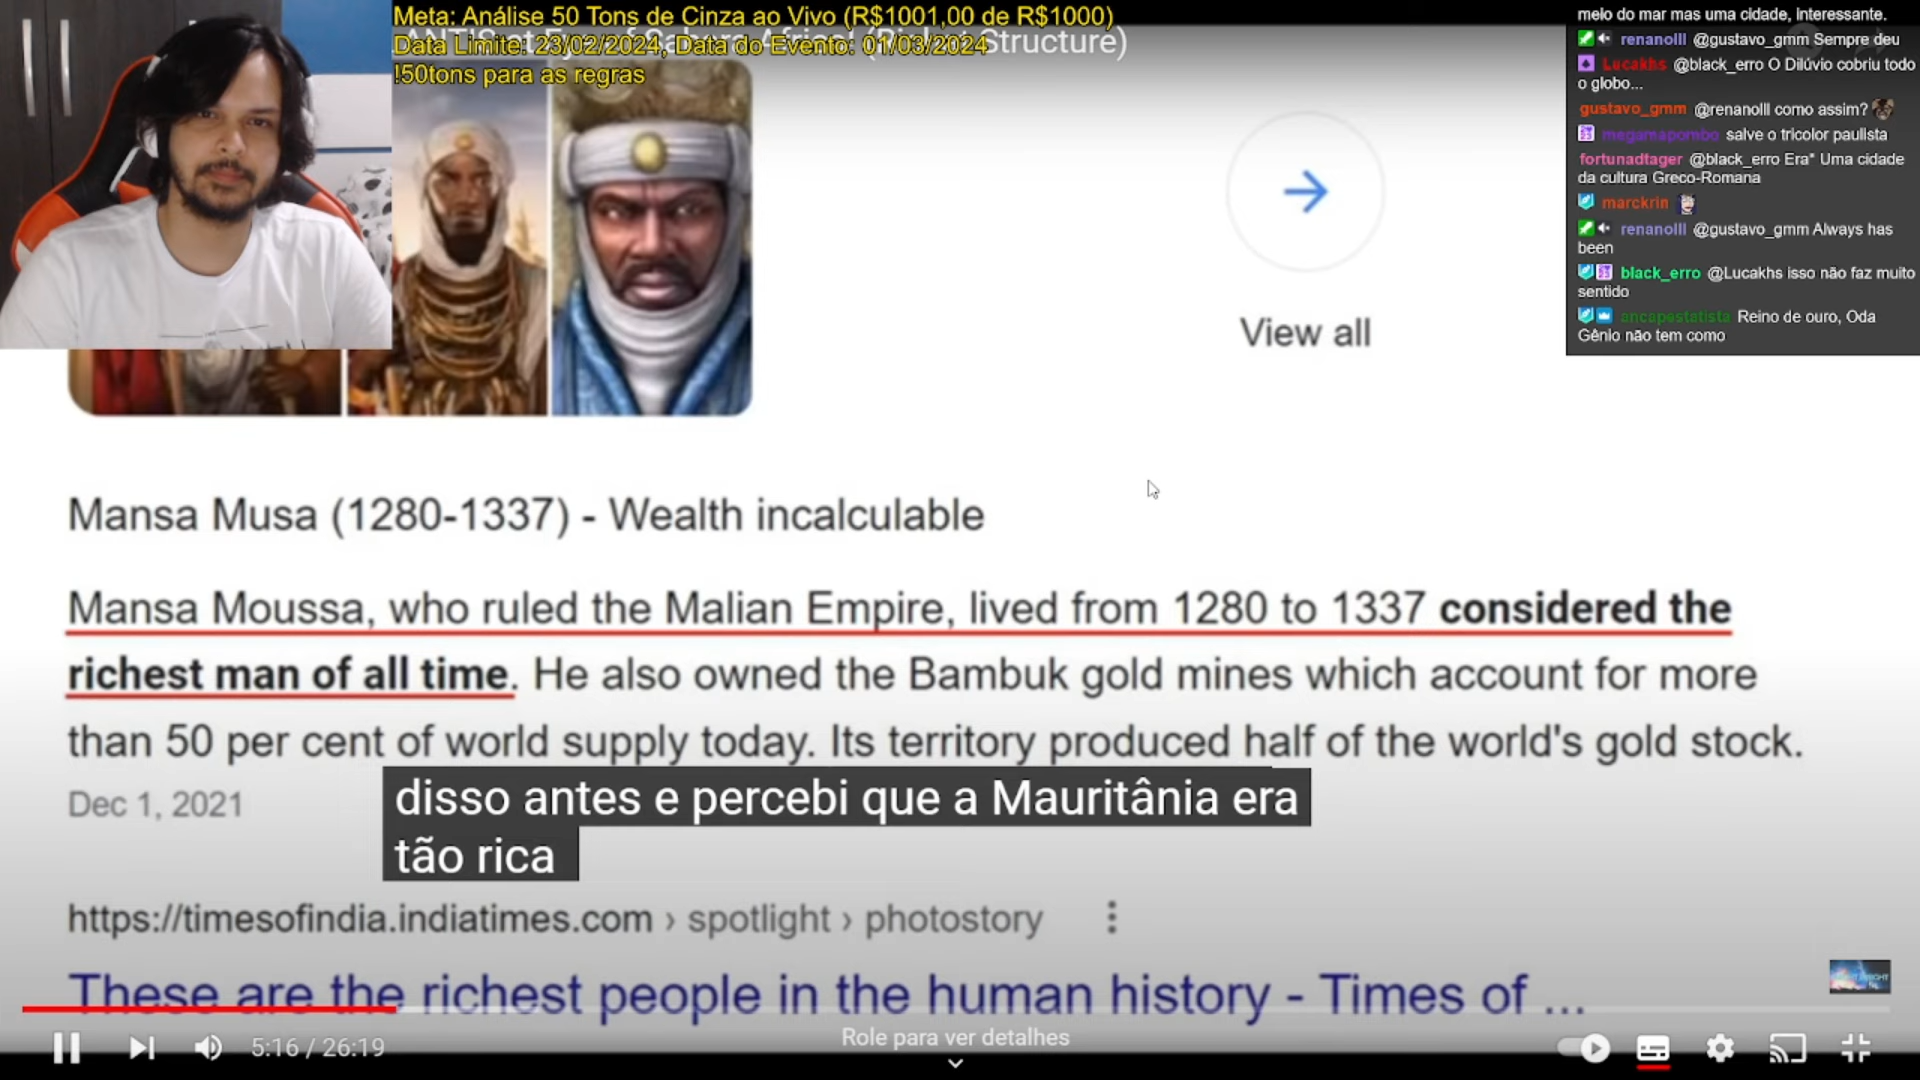 Meta: Análise 50 Tons de Cinza ao Vivo (R$1001,00 de R$1000)
Data Limite: 23/02/2024, Data do Evento: 01/03/2024
Structure)
!50tons para as regras
meio do mar mas uma cidade, interessante.
renanolll @gustavo_gmm Sempre deu
Lucakhs @black_erro O Dilúvio cobriu todo
o globo...
gustavo_gmm @renanolll como assim?
megamapombo salve o tricolor paulista
fortunadtager @black_erro Era* Uma cidade
da cultura Greco-Romana
marckrin
renanolll @gustavo_gmm Always has
been
black_erro @Lucakhs isso não faz muito
sentido
ancapestatista Reino de ouro, Oda
Gênio não tem como
View all
Mansa Musa (1280-1337) - Wealth incalculable
Mansa Moussa, who ruled the Malian Empire, lived from 1280 to 1337 considered the
richest man of all time. He also owned the Bambuk gold mines which account for more
than 50 per cent of world supply today. Its territory produced half of the world's gold stock.
Dec 1, 2021
disso antes e percebi que a Mauritânia era
tão rica
https://timesofindia.indiatimes.com › spotlight › photostory
These are the richest people in the human history - Times of ...
Role para ver detalhes
5:16 / 26:19